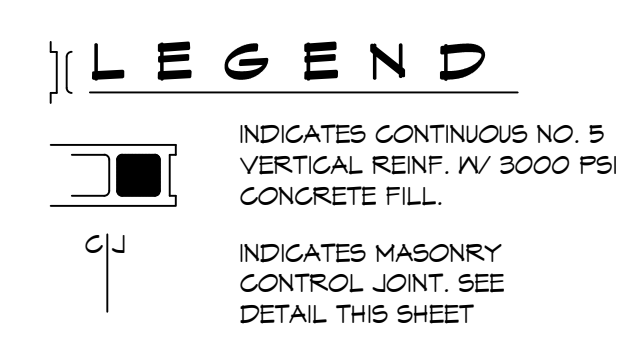 LEGEND
INDICATES CONTINUOUS NO. 5
VERTICAL REINF. W/ 3000 PSI
CONCRETE FILL.
CJ
INDICATES MASONRY
CONTROL JOINT. SEE
DETAIL THIS SHEET